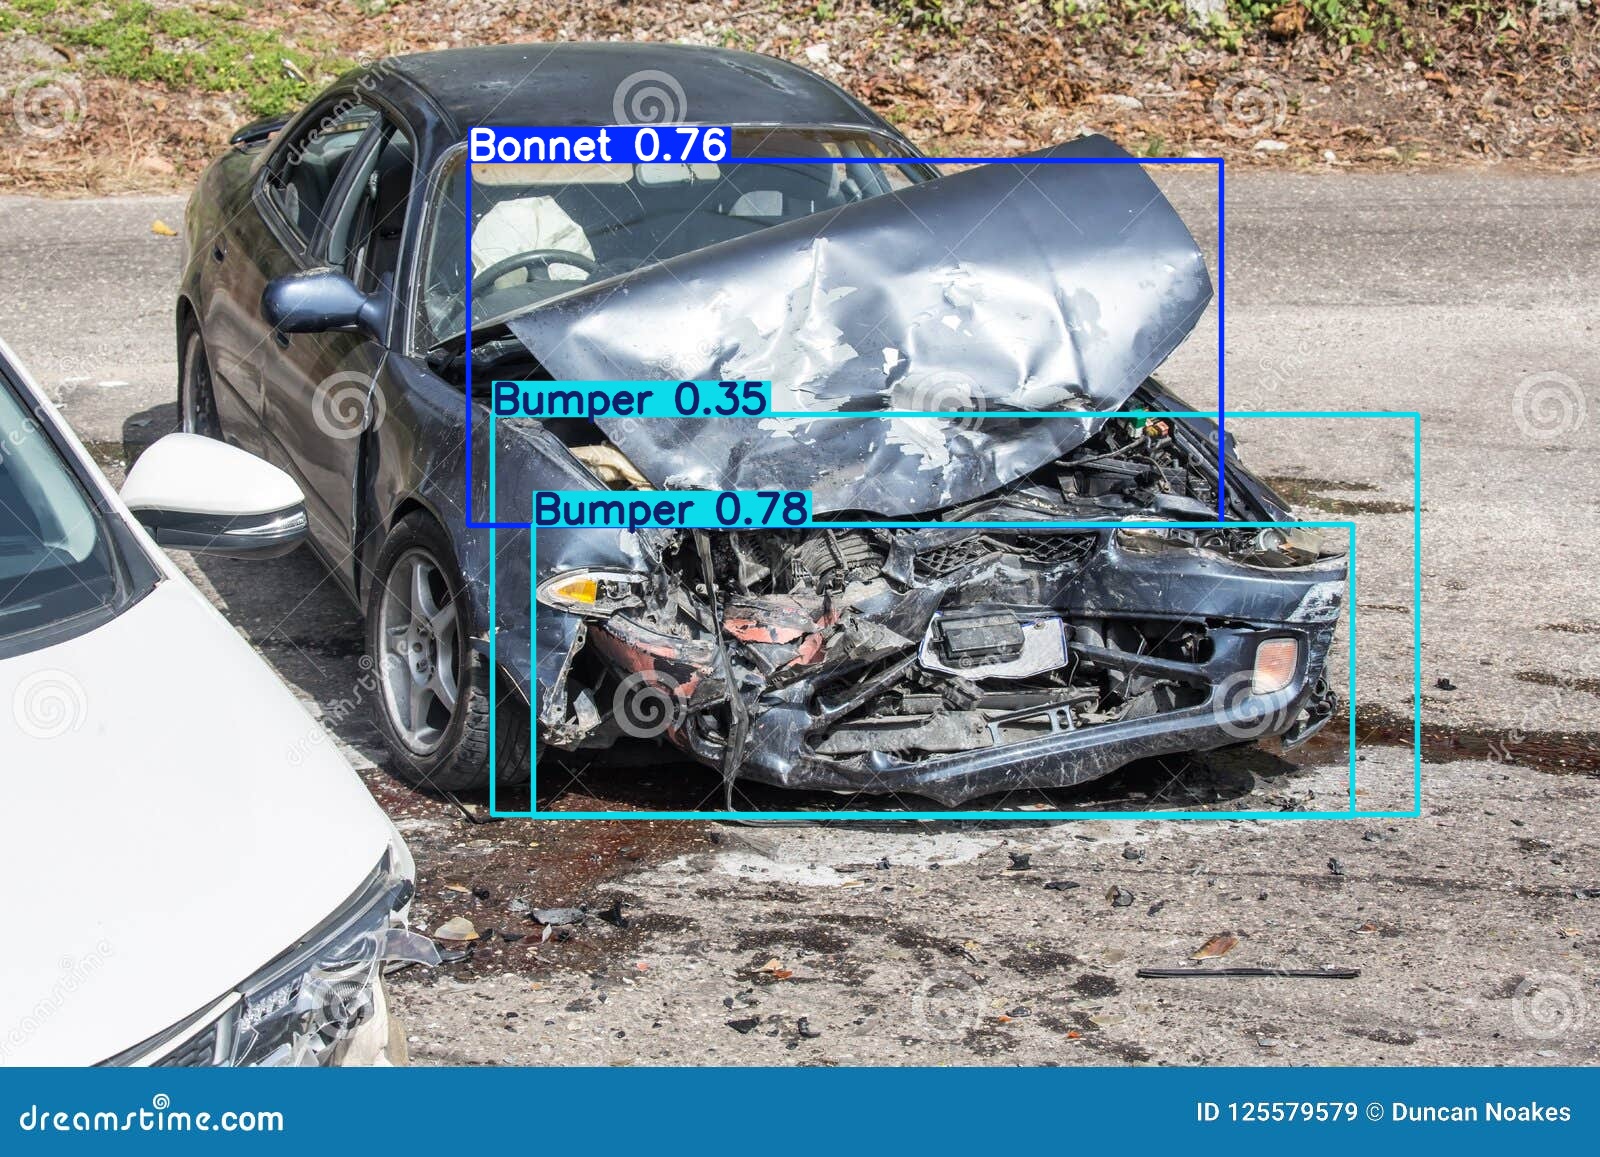 Bonnet 0.76
Bumper 0.35
Bumper 0.78
dreamstime.com
ID 125579579 © Duncan Noakes